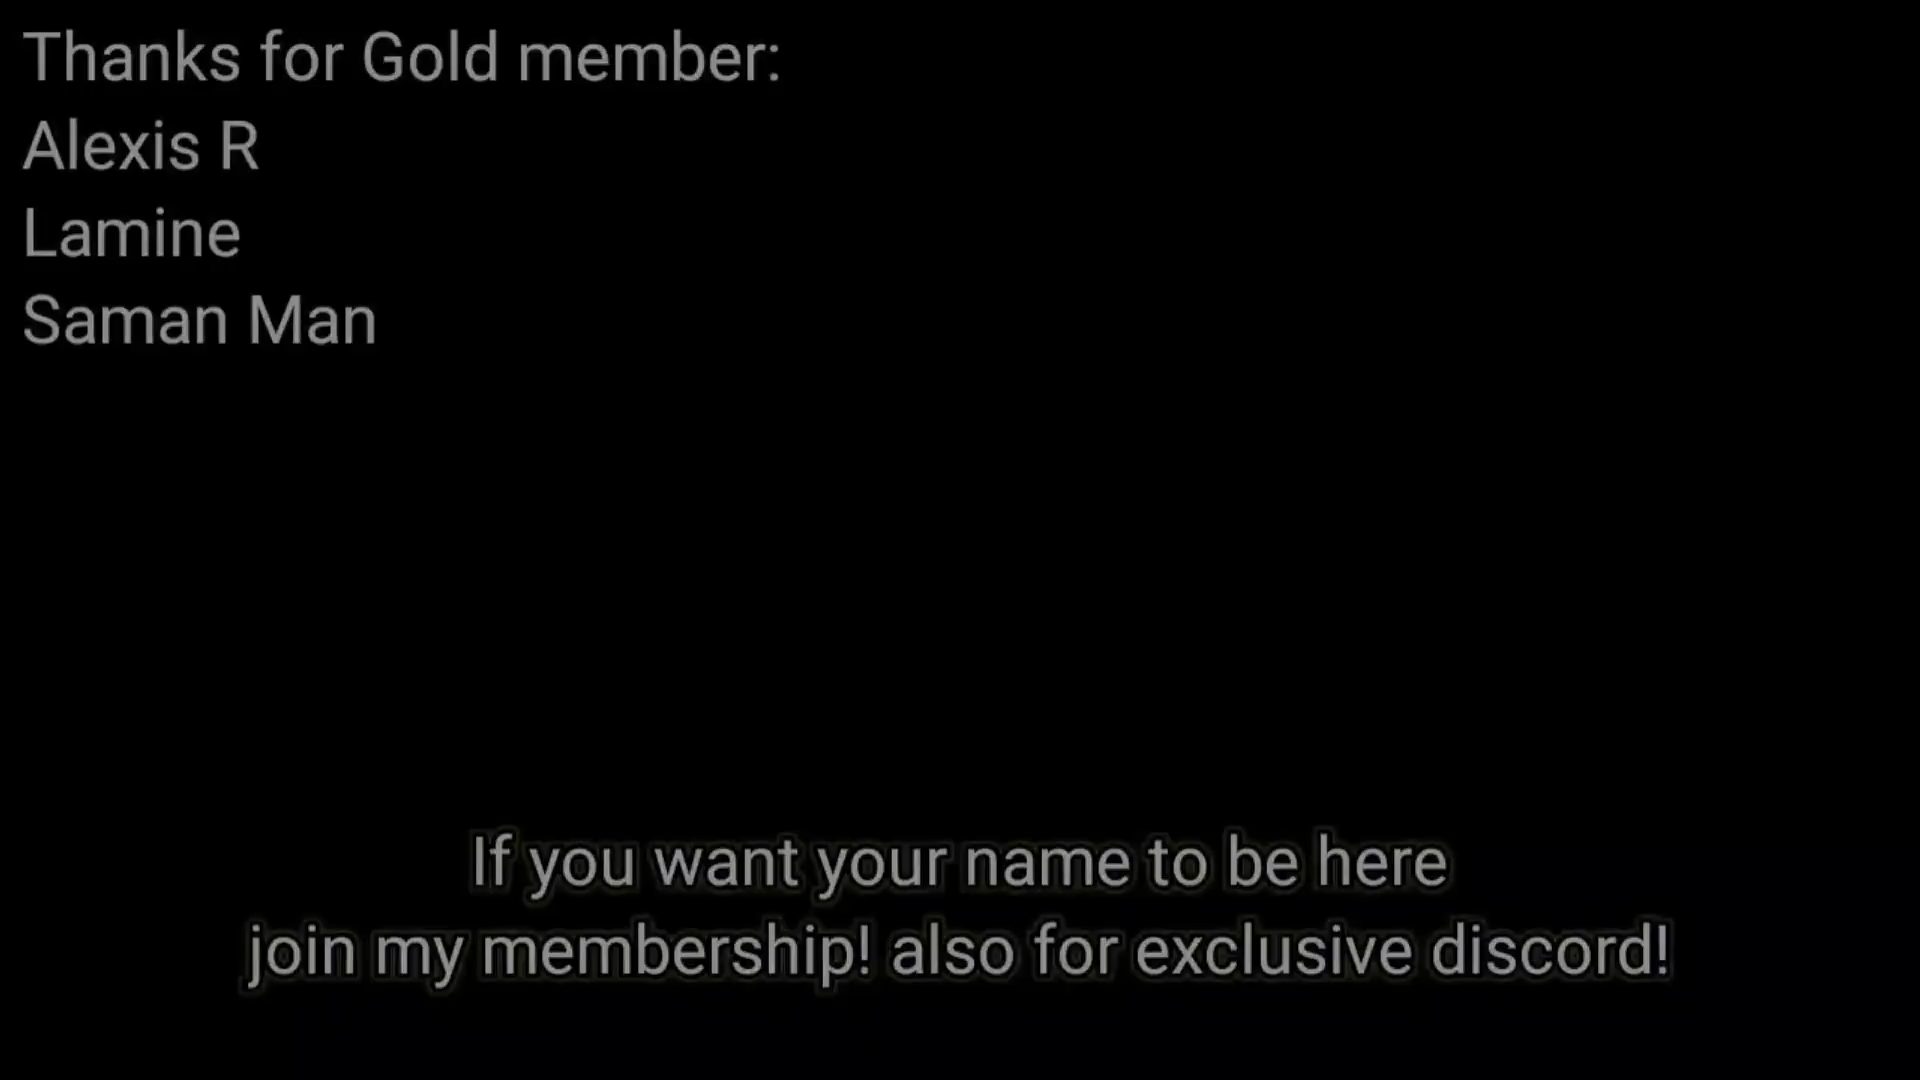 Thanks for Gold member:
Alexis R
Lamine
Saman Man
If you want your name to be here
join my membership! also for exclusive discord!